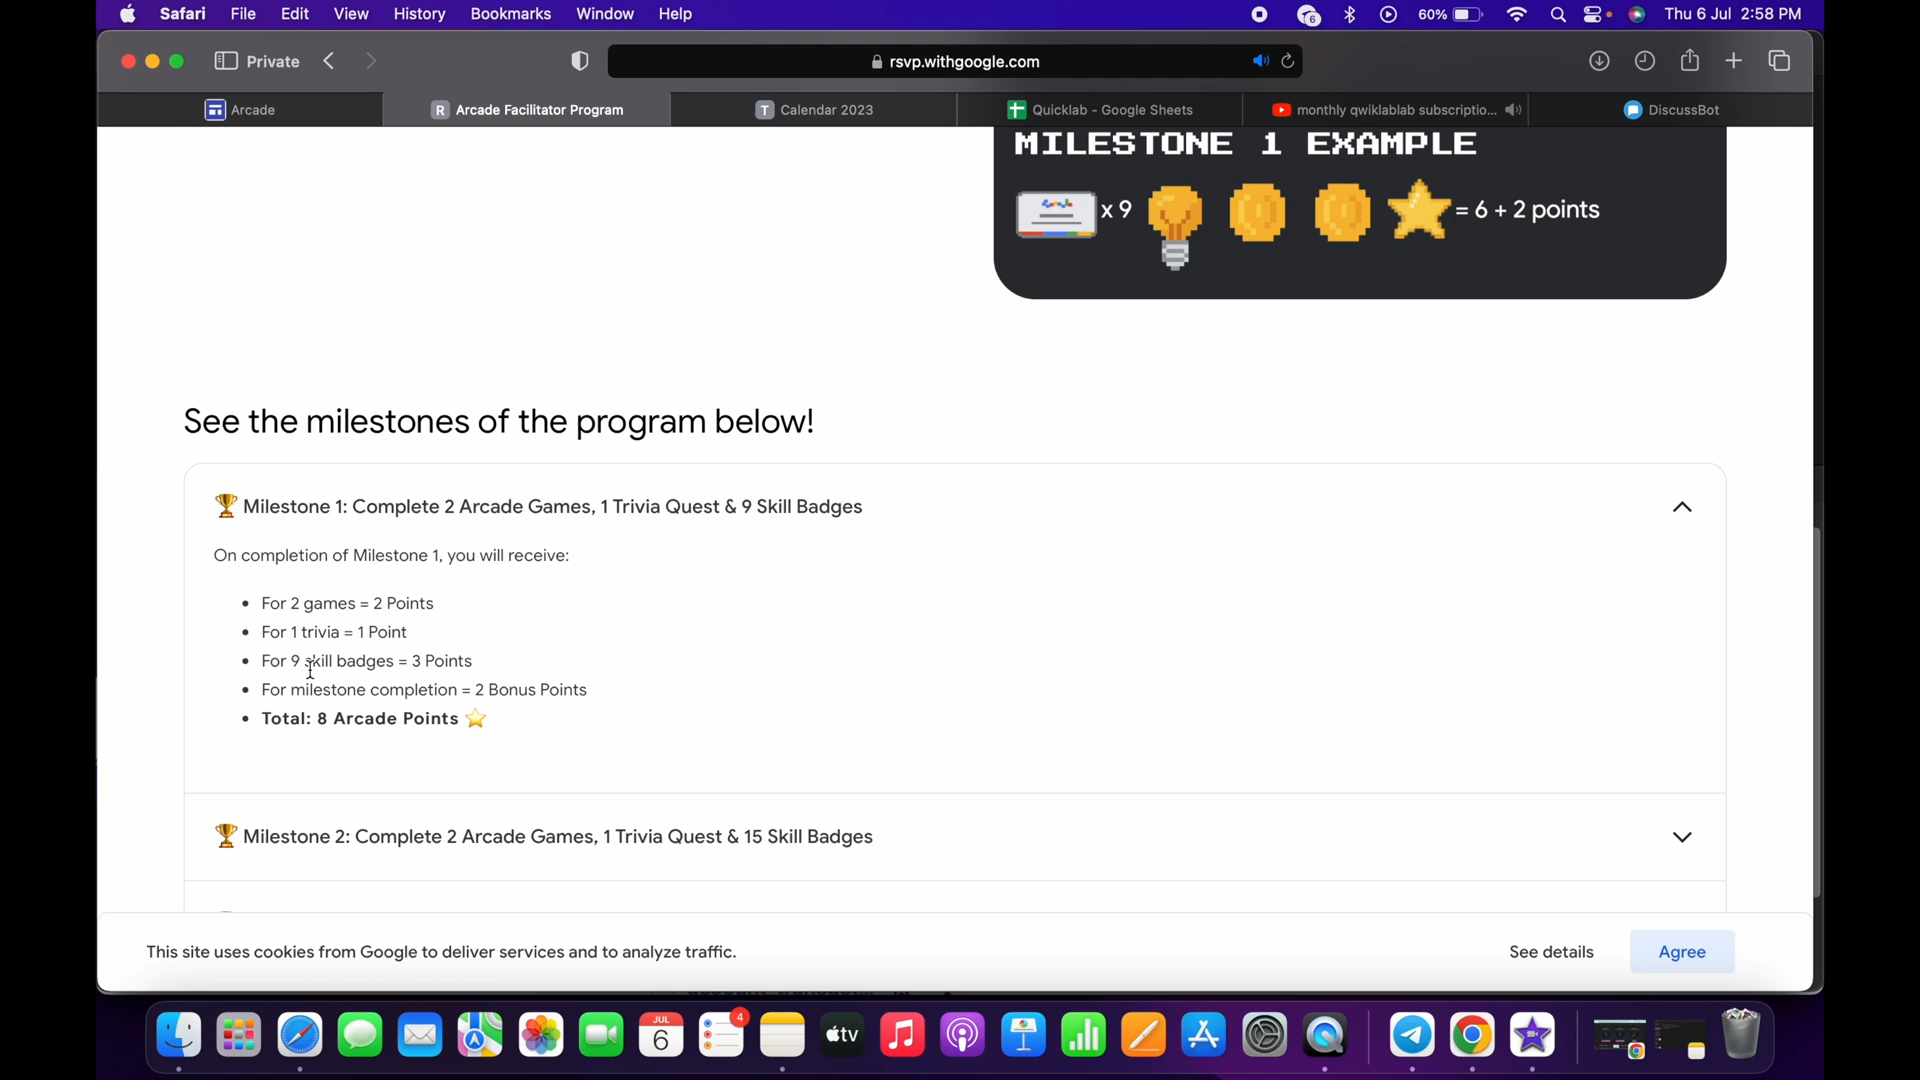 Safari File Edit View History Bookmarks Window Help 6 60% Thu 6 Jul 2:58 PM
Private rsvp.withgoogle.com
Arcade R Arcade Facilitator Program T Calendar 2023 Quicklab - Google Sheets monthly qwiklablab subscriptio... DiscussBot
MILESTONE 1 EXAMPLE
x 9 = 6 + 2 points
See the milestones of the program below!
Milestone 1: Complete 2 Arcade Games, 1 Trivia Quest & 9 Skill Badges
On completion of Milestone 1, you will receive:
• For 2 games = 2 Points
• For 1 trivia = 1 Point
• For 9 skill badges = 3 Points
• For milestone completion = 2 Bonus Points
• Total: 8 Arcade Points
Milestone 2: Complete 2 Arcade Games, 1 Trivia Quest & 15 Skill Badges
This site uses cookies from Google to deliver services and to analyze traffic. See details Agree
JUL 6 4 tv